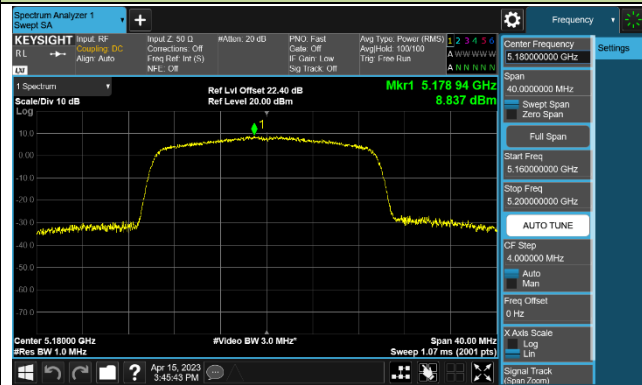 Spectrum Analyzer 1
Swept SA
Frequency
KEYSIGHT
RL
LXI
Input: RF
Coupling: DC
Align: Auto
Input Z: 50 Ω
Corrections: Off
Freq Ref: Int (S)
NFE: Off
#Atten: 20 dB
PNO: Fast
Gate: Off
IF Gain: Low
Sig Track: Off
Avg Type: Power (RMS)
Avg|Hold: 100/100
Trig: Free Run
1 2 3 4 5 6
A W W W W W
A N N N N N
1 Spectrum
Scale/Div 10 dB
Log
Ref Lvl Offset 22.40 dB
Ref Level 20.00 dBm
Mkr1 5.178 94 GHz
8.837 dBm
1
10.0
0.00
-10.0
-20.0
-30.0
-40.0
-50.0
-60.0
-70.0
Center 5.18000 GHz
#Res BW 1.0 MHz
#Video BW 3.0 MHz*
Span 40.00 MHz
Sweep 1.07 ms (2001 pts)
Apr 15, 2023
3:45:43 PM
Center Frequency
5.180000000 GHz
Settings
Span
40.0000000 MHz
Swept Span
Zero Span
Full Span
Start Freq
5.160000000 GHz
Stop Freq
5.200000000 GHz
AUTO TUNE
CF Step
4.000000 MHz
Auto
Man
Freq Offset
0 Hz
X Axis Scale
Log
Lin
Signal Track
(Span Zoom)